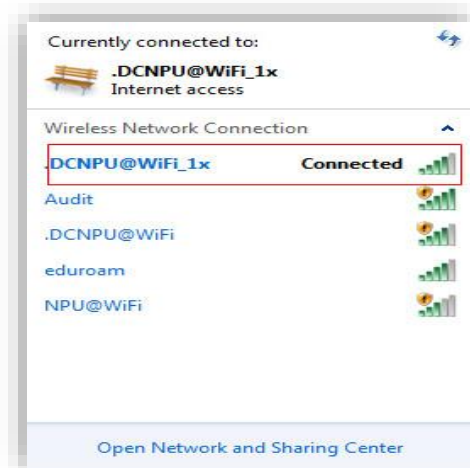 Currently connected to:
.DCNPU@WiFi_1x
Internet access
Wireless Network Connection
.DCNPU@WiFi_1x Connected
Audit
.DCNPU@WiFi
eduroam
NPU@WiFi
Open Network and Sharing Center